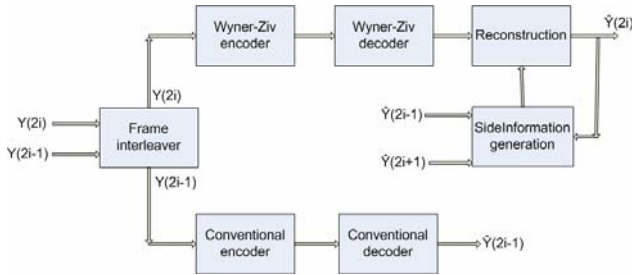 Wyner-Ziv
encoder
Wyner-Ziv
decoder
Reconstruction
Ŷ(2i)
Y(2i)
Y(2i)
Y(2i-1)
Frame
interleaver
Ŷ(2i-1)
Ŷ(2i+1)
SideInformation
generation
Y(2i-1)
Conventional
encoder
Conventional
decoder
Ŷ(2i-1)